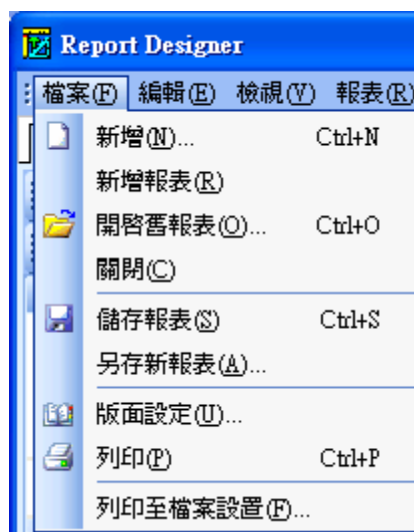 Report Designer
檔案(F) 編輯(E) 檢視(V) 報表(R)
新增(N)... Ctrl+N
新增報表(R)
開啓舊報表(O)... Ctrl+O
關閉(C)
儲存報表(S) Ctrl+S
另存新報表(A)...
版面設定(U)...
列印(P) Ctrl+P
列印至檔案設置(F)...